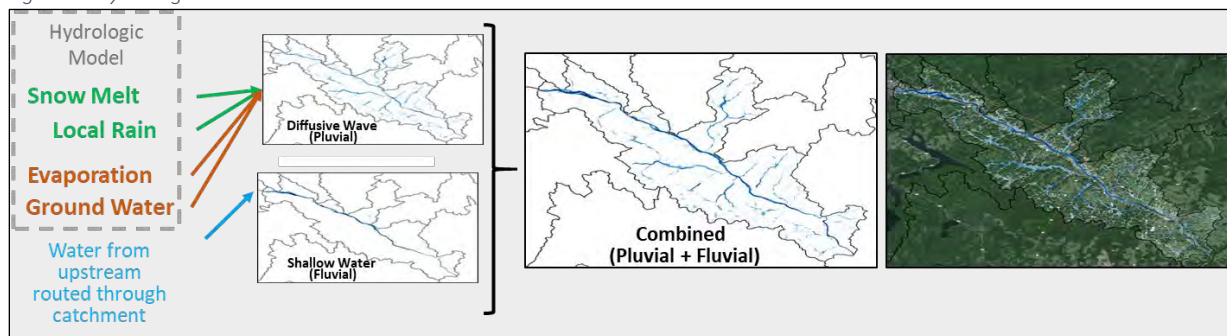 Hydrologic
Model
Snow Melt
Local Rain
Evaporation
Ground Water
Water from
upstream
routed through
catchment
Diffusive Wave
(Pluvial)
Shallow Water
(Fluvial)
Combined
(Pluvial + Fluvial)